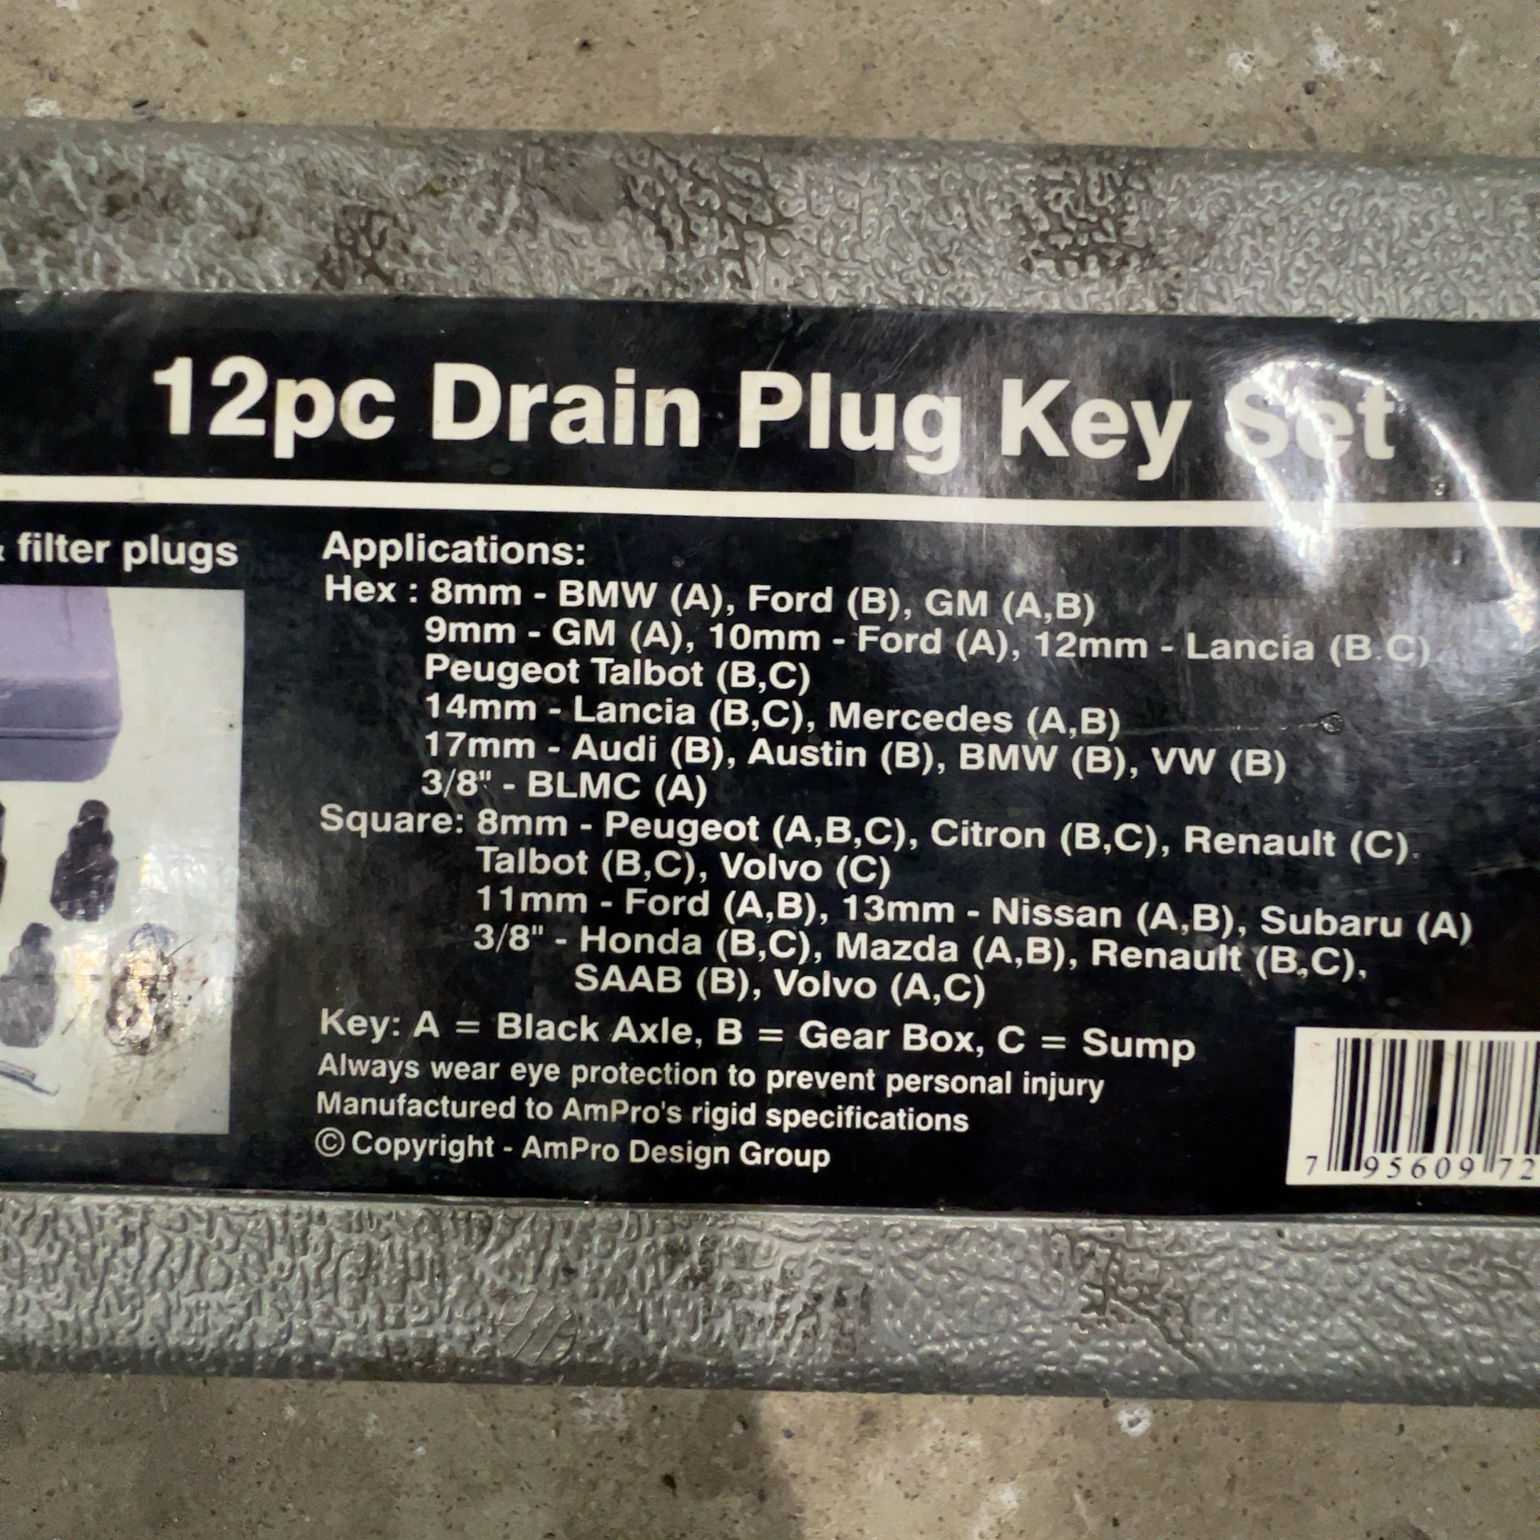 12pc Drain Plug Key Set
filter plugs
Applications:
Hex : 8mm - BMW (A), Ford (B), GM (A,B)
9mm - GM (A), 10mm - Ford (A), 12mm - Lancia (B.C)
Peugeot Talbot (B,C)
14mm - Lancia (B,C), Mercedes (A,B)
17mm - Audi (B), Austin (B), BMW (B), VW (B)
3/8" - BLMC (A)
Square: 8mm - Peugeot (A,B,C), Citron (B,C), Renault (C).
Talbot (B,C), Volvo (C)
11mm - Ford (A,B), 13mm - Nissan (A,B), Subaru (A)
3/8" - Honda (B,C), Mazda (A,B), Renault (B,C),
SAAB (B), Volvo (A,C)
Key: A = Black Axle, B = Gear Box, C = Sump
Always wear eye protection to prevent personal injury
Manufactured to AmPro's rigid specifications
© Copyright - AmPro Design Group
7 95609 72